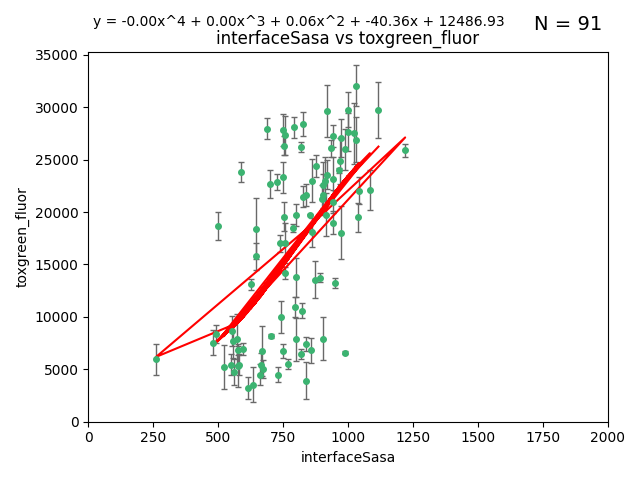 y = -0.00x^4 + 0.00x^3 + 0.06x^2 + -40.36x + 12486.93
N = 91
interfaceSasa vs toxgreen_fluor
35000
30000
25000
20000
15000
10000
5000
0
toxgreen_fluor
0 250 500 750 1000 1250 1500 1750 2000
interfaceSasa